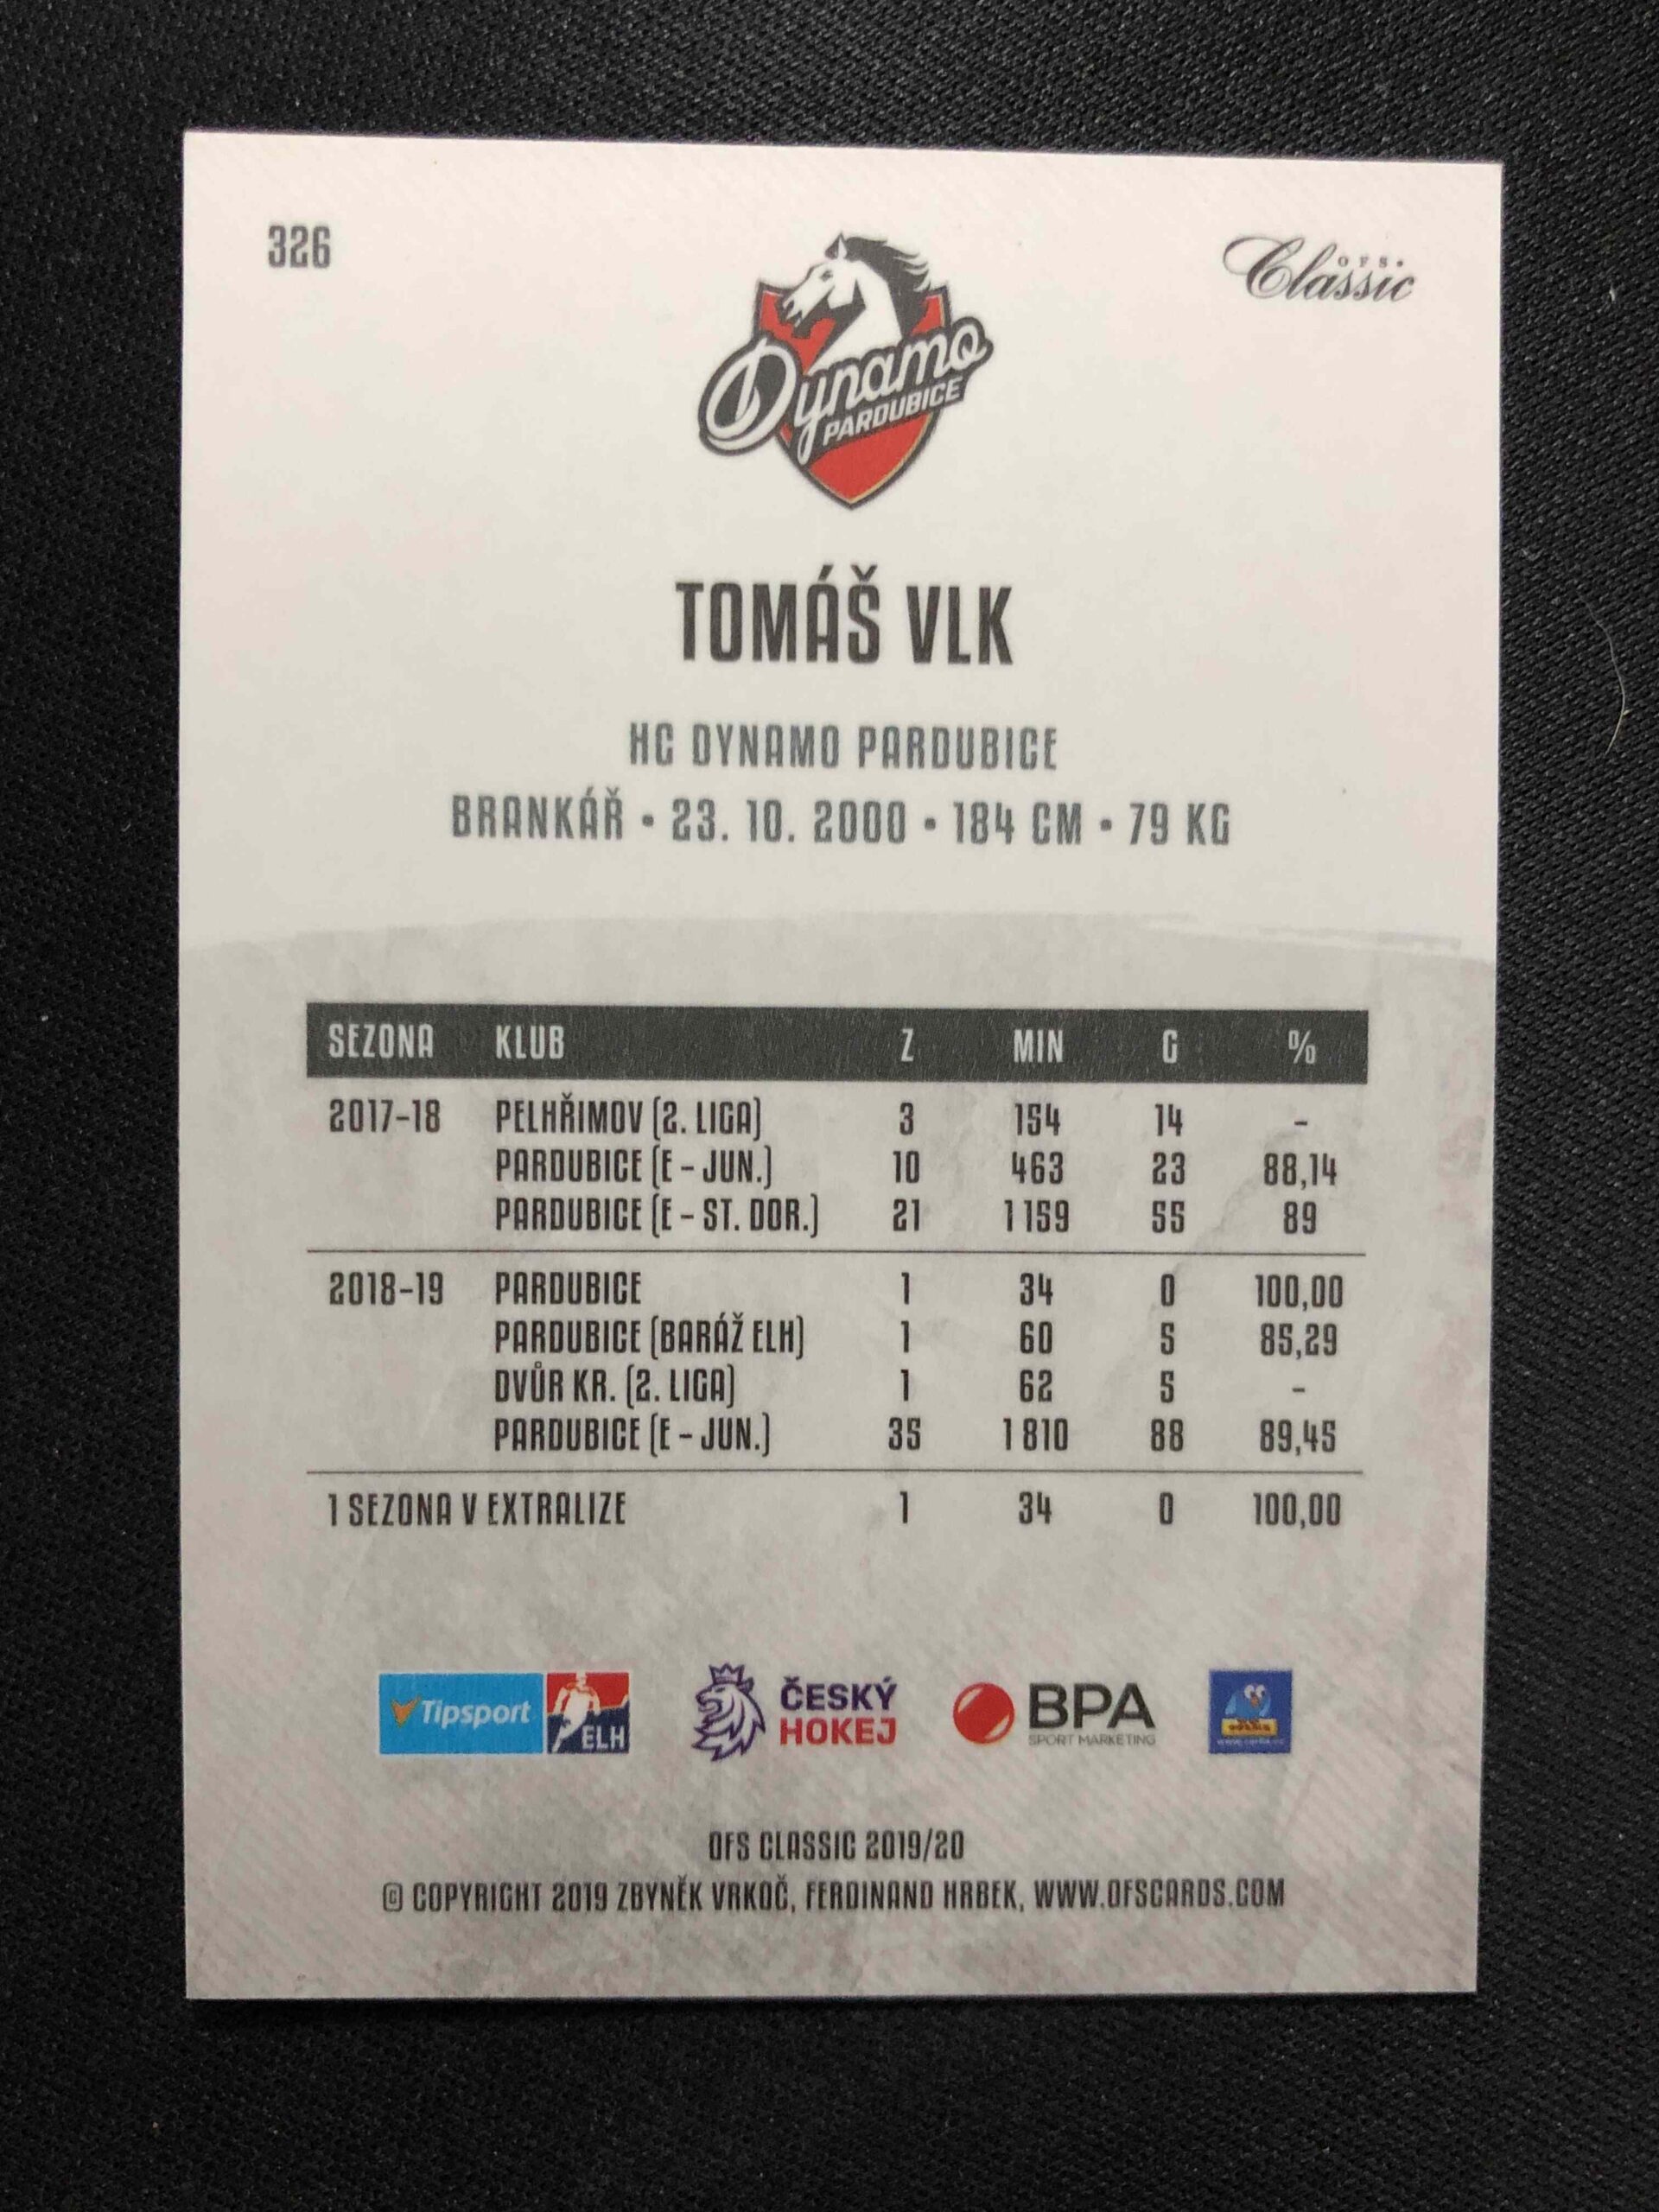 326
OFS
Classic
Dynamo
PARDUBICE
TOMÁŠ VLK
HC DYNAMO PARDUBICE
BRANKÁŘ • 23. 10. 2000 • 184 CM • 79 KG
SEZONA KLUB Z MIN G %
2017-18 PELHŘIMOV (2. LIGA) 3 154 14 -
PARDUBICE (E - JUN.) 10 463 23 88,14
PARDUBICE (E - ST. DOR.) 21 1 159 55 89
2018-19 PARDUBICE 1 34 0 100,00
PARDUBICE (BARÁŽ ELH) 1 60 5 85,29
DVŮR KR. (2. LIGA) 1 62 5 -
PARDUBICE (E - JUN.) 35 1 810 88 89,45
1 SEZONA V EXTRALIZE 1 34 0 100,00
Tipsport ELH
ČESKÝ
HOKEJ
BPA
SPORT MARKETING
OFS CLASSIC 2019/20
© COPYRIGHT 2019 ZBYNĚK VRKOČ, FERDINAND HRBEK, WWW.OFSCARDS.COM